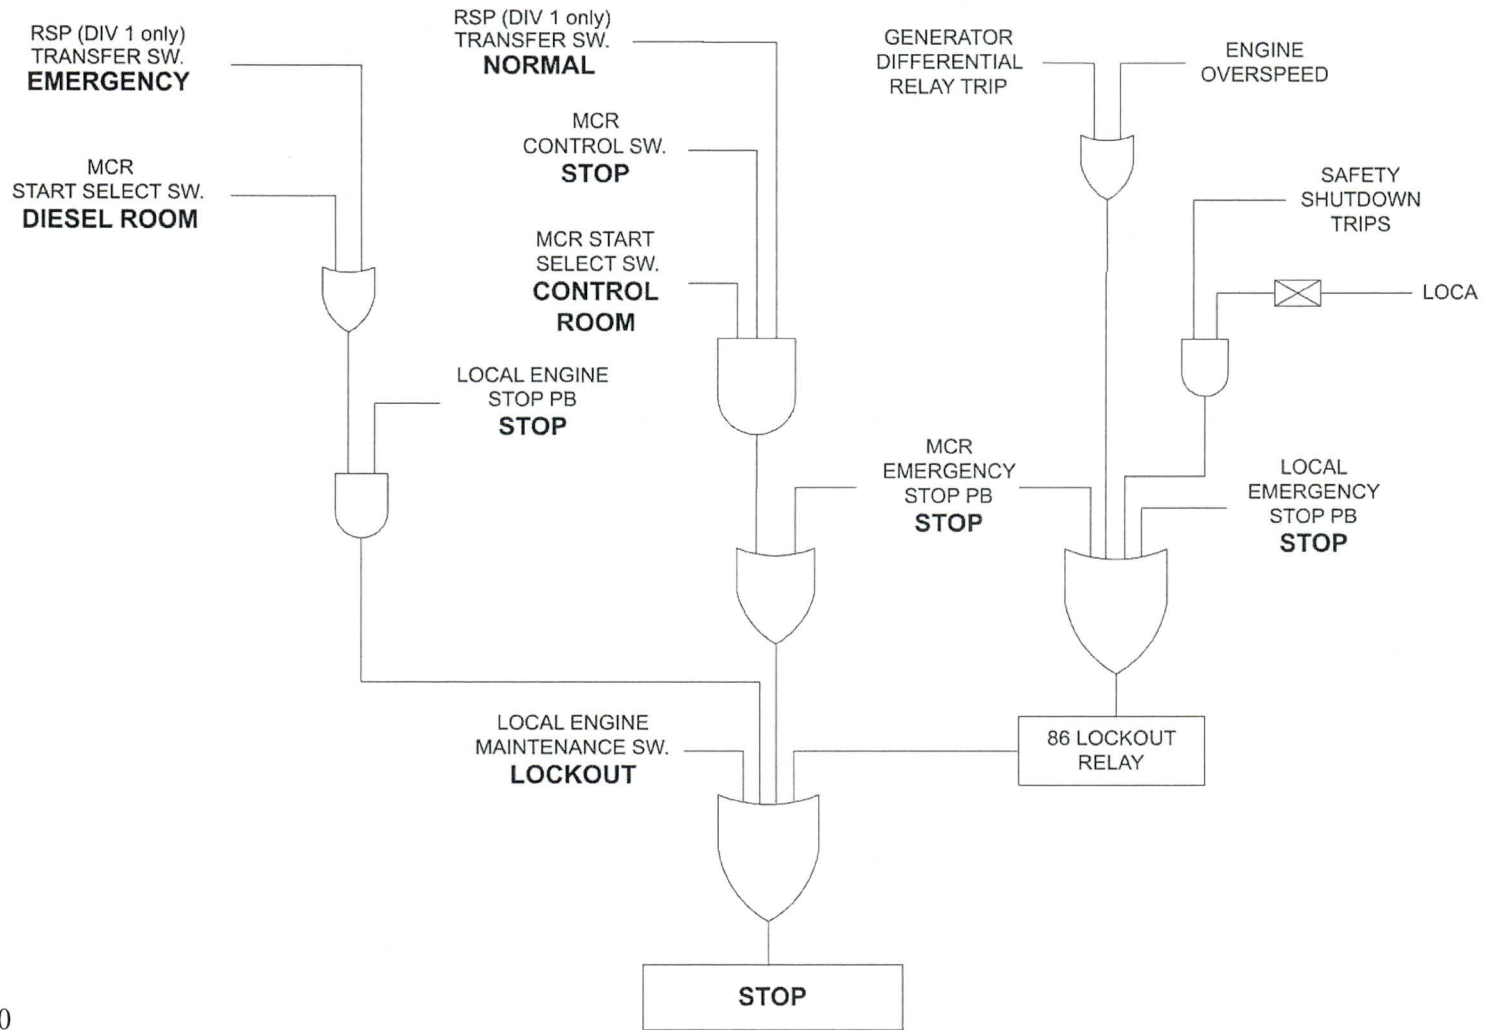 RSP (DIV 1 only)
TRANSFER SW.
EMERGENCY
MCR
START SELECT SW.
DIESEL ROOM
RSP (DIV 1 only)
TRANSFER SW.
NORMAL
MCR
CONTROL SW.
STOP
MCR START
SELECT SW.
CONTROL
ROOM
LOCAL ENGINE
STOP PB
STOP
GENERATOR
DIFFERENTIAL
RELAY TRIP
ENGINE
OVERSPEED
SAFETY
SHUTDOWN
TRIPS
LOCA
MCR
EMERGENCY
STOP PB
STOP
LOCAL
EMERGENCY
STOP PB
STOP
LOCAL ENGINE
MAINTENANCE SW.
LOCKOUT
86 LOCKOUT
RELAY
STOP
0